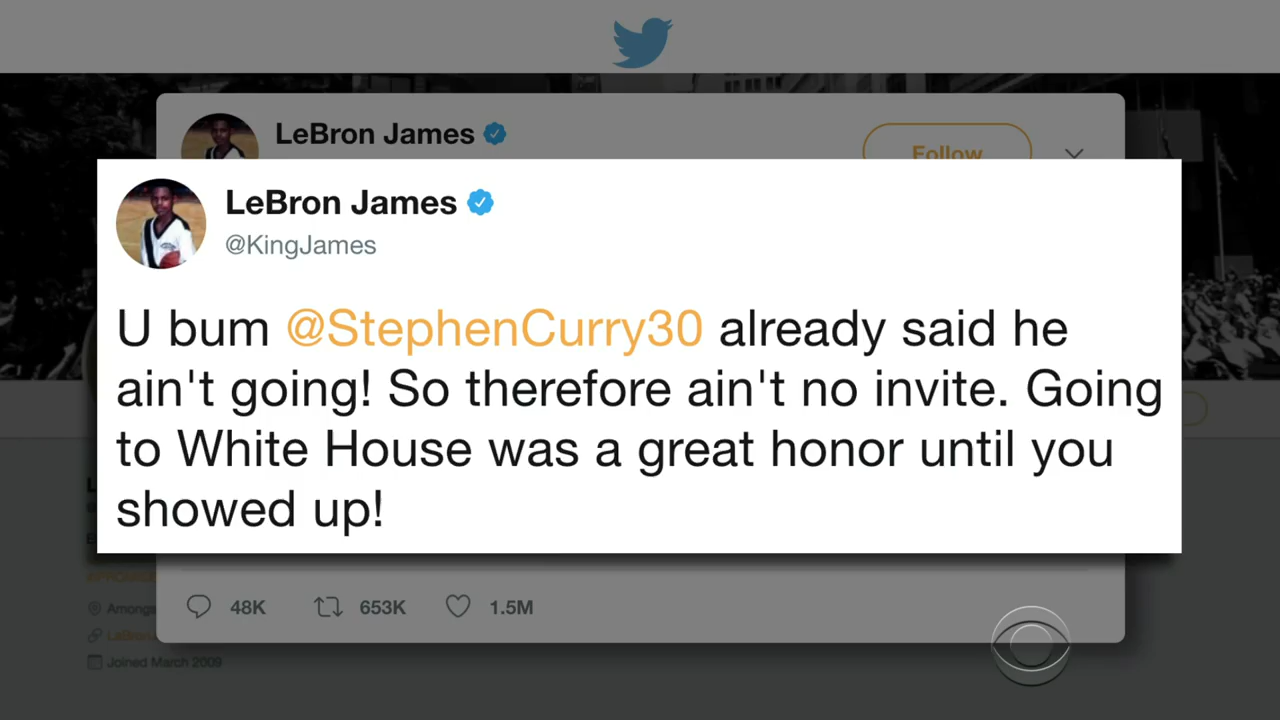 LeBron James
Follow
LeBron James
@KingJames
U bum @StephenCurry30 already said he
ain't going! So therefore ain't no invite. Going
to White House was a great honor until you
showed up!
48K 653K 1.5M
Joined March 2009